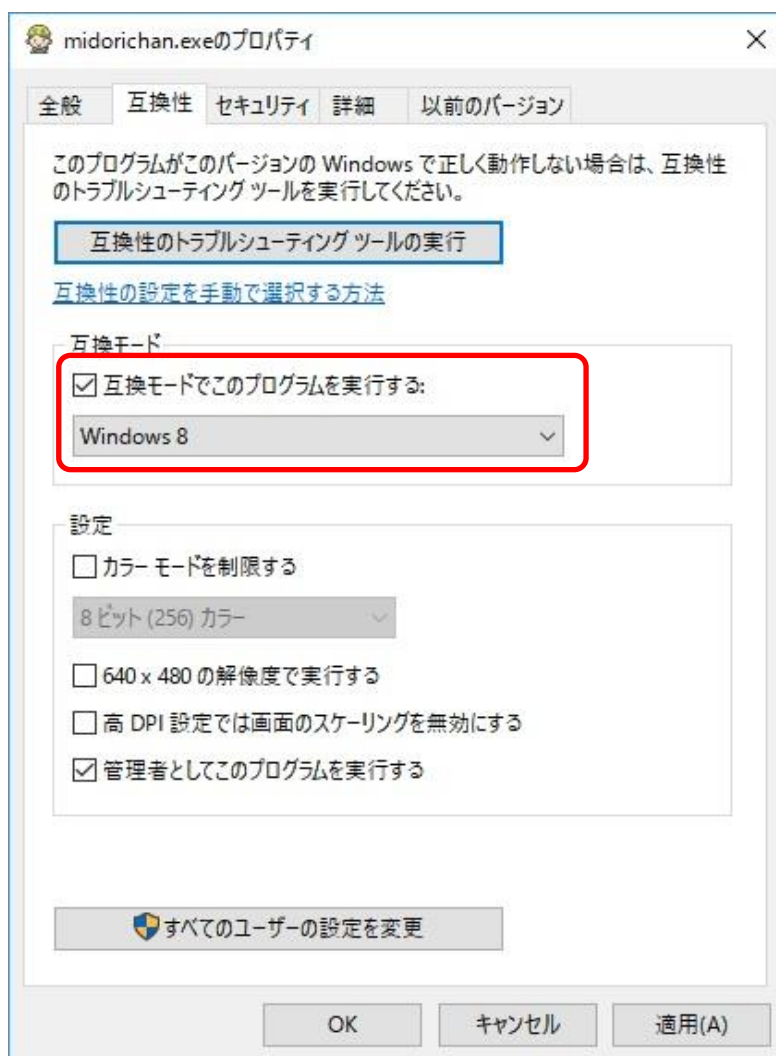 midorichan.exeのプロパティ
全般 互換性 セキュリティ 詳細 以前のバージョン
このプログラムがこのバージョンの Windows で正しく動作しない場合は、互換性
のトラブルシューティング ツールを実行してください。
互換性のトラブルシューティング ツールの実行
互換性の設定を手動で選択する方法
互換モード
互換モードでこのプログラムを実行する:
Windows 8
設定
カラー モードを制限する
8 ビット (256) カラー
640 x 480 の解像度で実行する
高 DPI 設定では画面のスケーリングを無効にする
管理者としてこのプログラムを実行する
すべてのユーザーの設定を変更
OK キャンセル 適用(A)